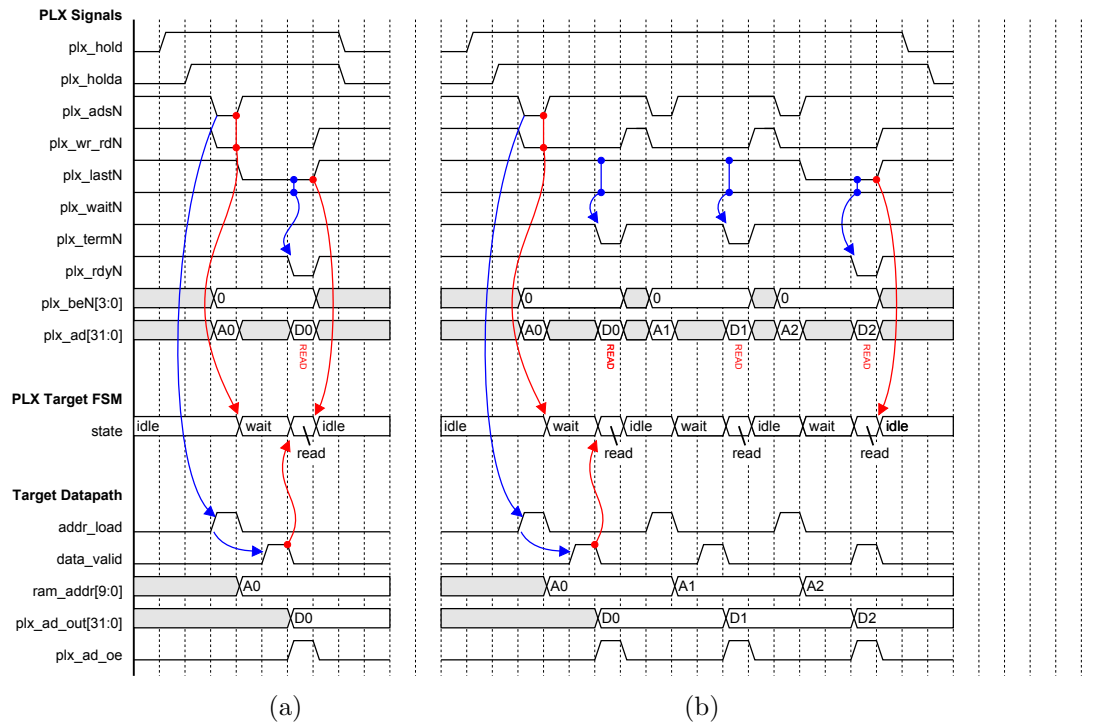 PLX Signals
plx_hold
plx_holda
plx_adsN
plx_wr_rdN
plx_lastN
plx_waitN
plx_termN
plx_rdyN
plx_beN[3:0] 0 0 0 0
plx_ad[31:0] A0 D0 A0 D0 A1 D1 A2 D2
READ READ READ READ
PLX Target FSM
state idle wait idle idle wait idle wait idle wait idle
read read read read
Target Datapath
addr_load
data_valid
ram_addr[9:0] A0 A0 A1 A2
plx_ad_out[31:0] D0 D0 D1 D2
plx_ad_oe
(a) (b)